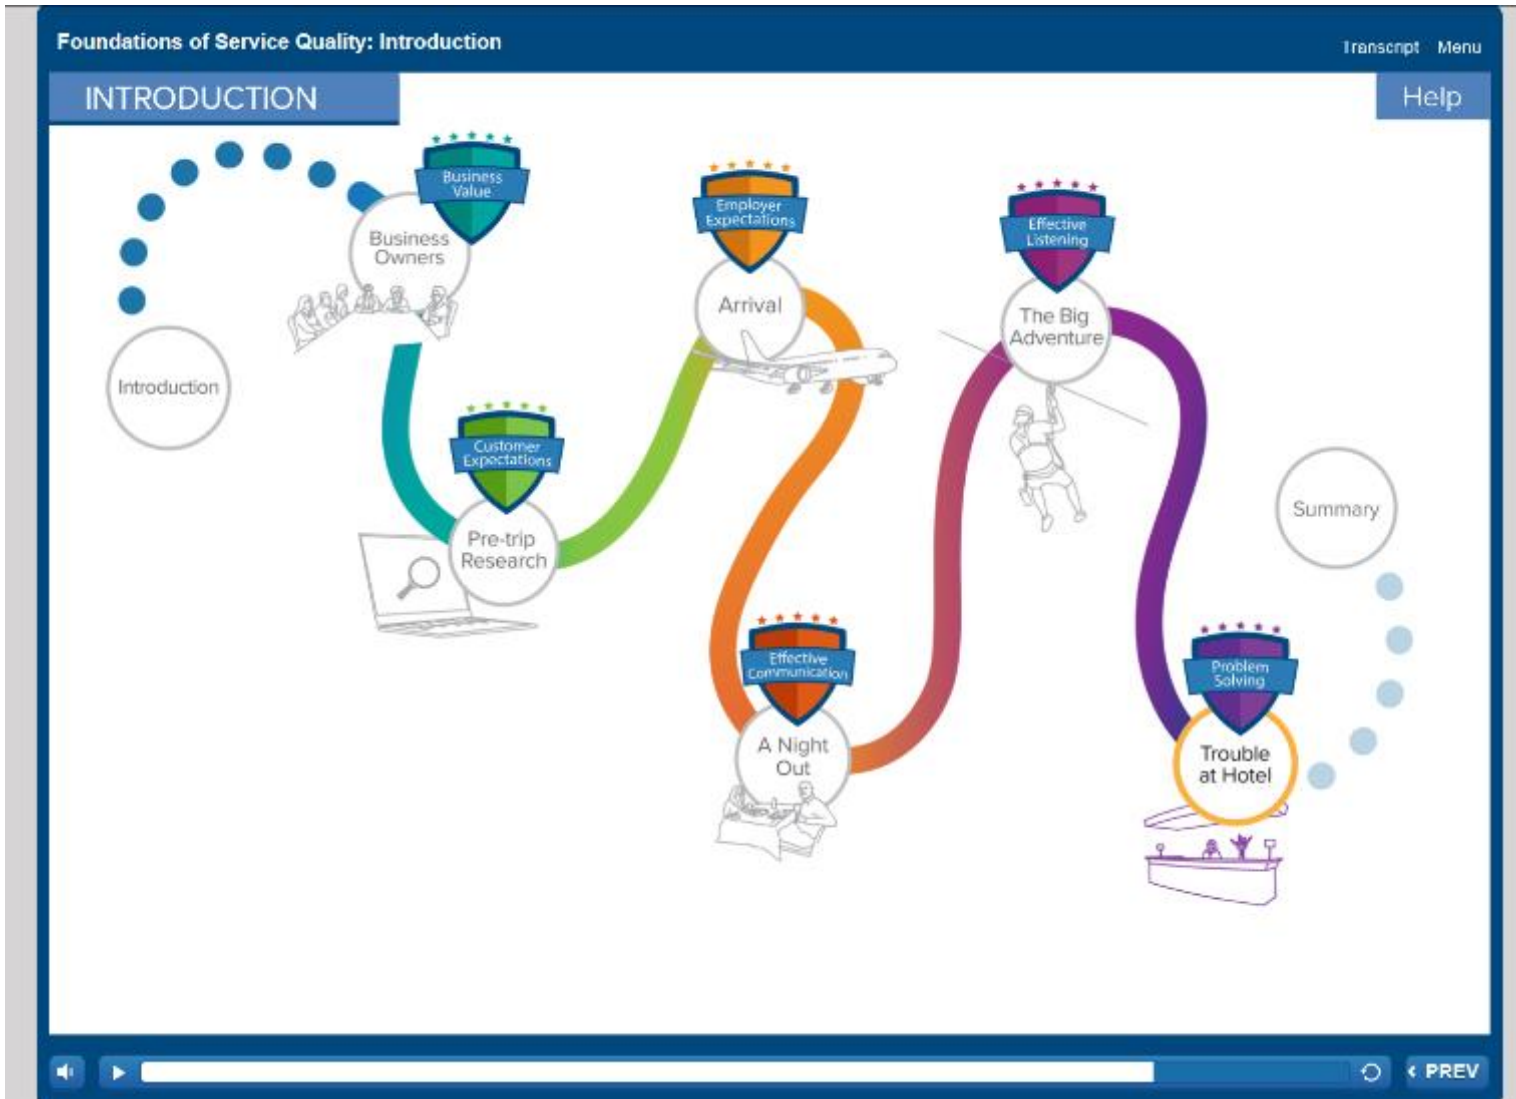 Foundations of Service Quality: Introduction
Transcript Menu
INTRODUCTION
Help
Business
Value
Business
Owners
Employer
Expectations
Arrival
Effective
Listening
The Big
Adventure
Introduction
Customer
Expectations
Pre-trip
Research
Summary
Effective
Communication
A Night
Out
Problem
Solving
Trouble
at Hotel
PREV